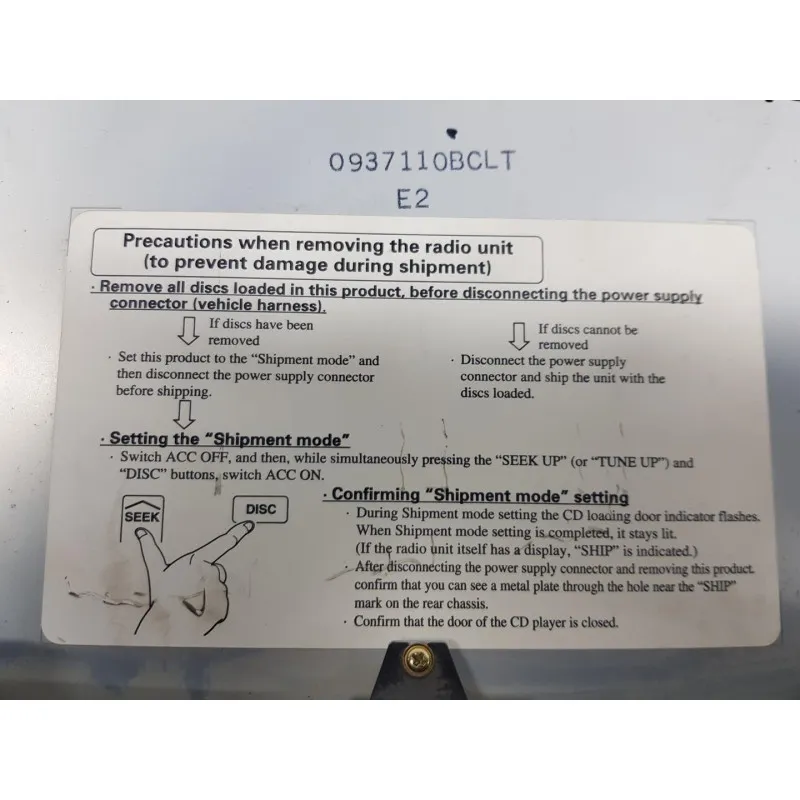 0937110BCLT
E2
Precautions when removing the radio unit
(to prevent damage during shipment)
· Remove all discs loaded in this product, before disconnecting the power supply
connector (vehicle harness).
If discs have been
removed
· Set this product to the “Shipment mode” and
then disconnect the power supply connector
before shipping.
If discs cannot be
removed
· Disconnect the power supply
connector and ship the unit with the
discs loaded.
· Setting the “Shipment mode”
· Switch ACC OFF, and then, while simultaneously pressing the “SEEK UP” (or “TUNE UP”) and
“DISC” buttons, switch ACC ON.
SEEK
DISC
· Confirming “Shipment mode” setting
· During Shipment mode setting the CD loading door indicator flashes.
When Shipment mode setting is completed, it stays lit.
(If the radio unit itself has a display, “SHIP” is indicated.)
· After disconnecting the power supply connector and removing this product,
confirm that you can see a metal plate through the hole near the “SHIP”
mark on the rear chassis.
· Confirm that the door of the CD player is closed.